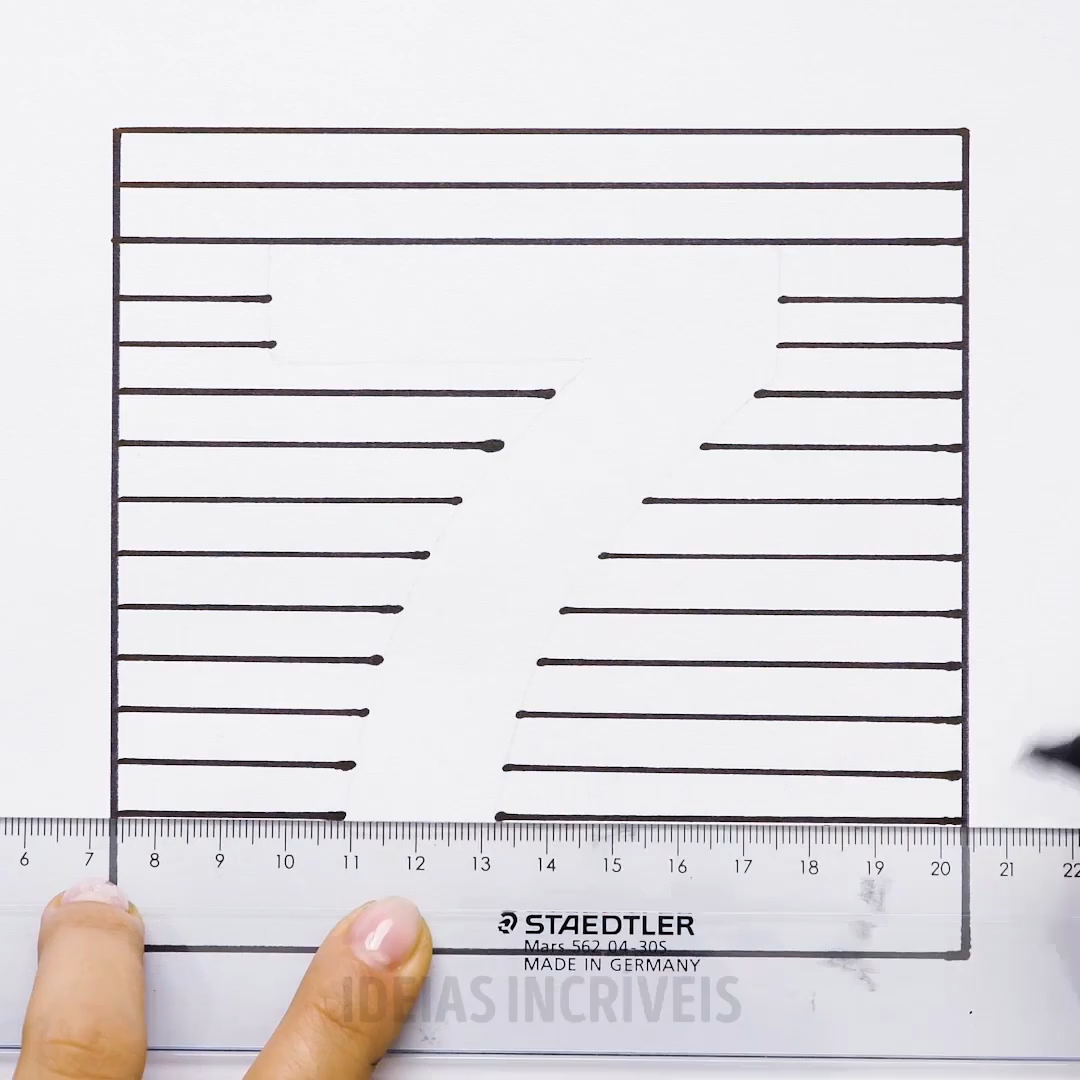 6 7 8 9 10 11 12 13 14 15 16 17 18 19 20 21 22
STAEDTLER
Mars 562 04-30S
MADE IN GERMANY
IDEIAS INCRIVEIS